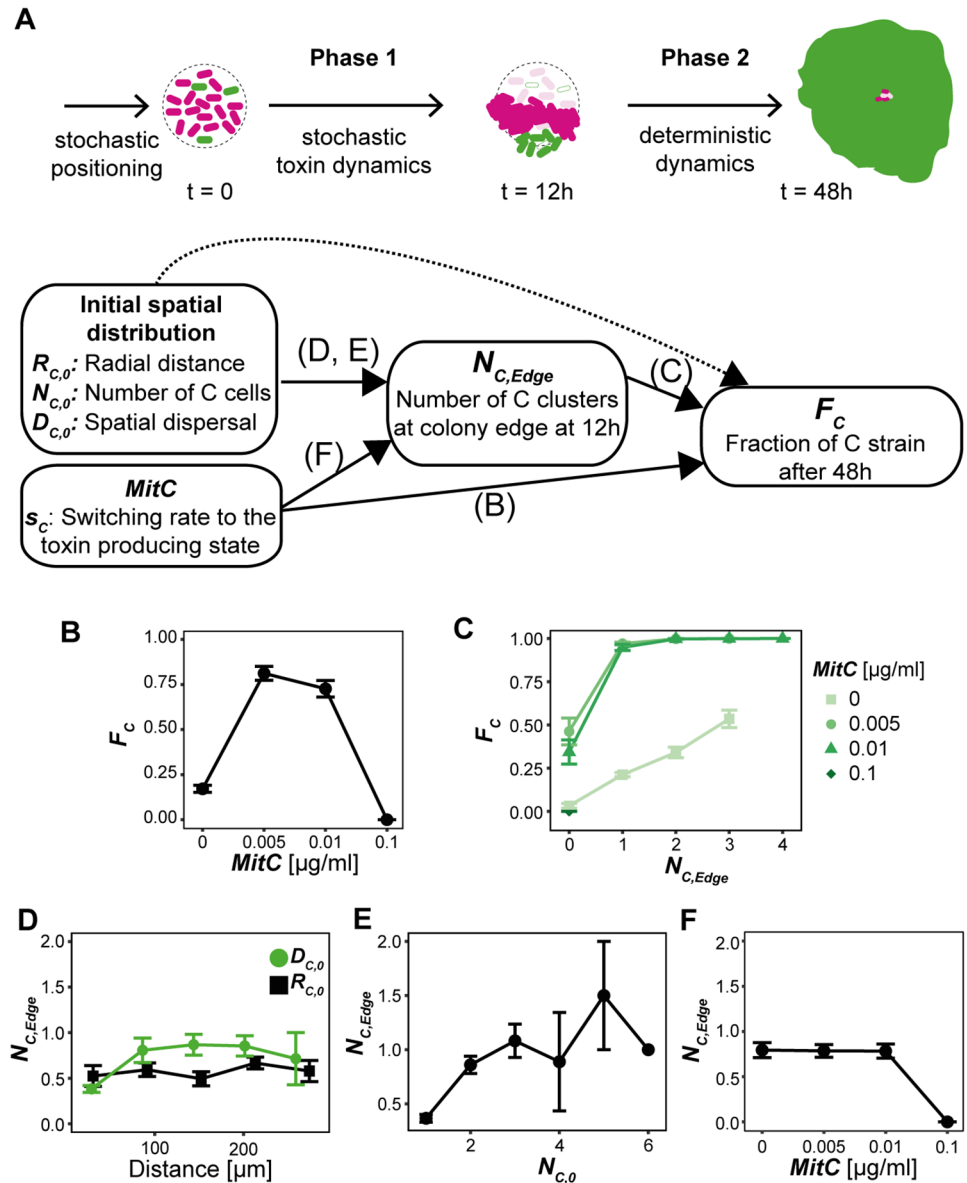 A
Phase 1
Phase 2
stochastic
positioning
stochastic
toxin dynamics
deterministic
dynamics
t = 0
t = 12h
t = 48h
Initial spatial
distribution
R_C,0: Radial distance
N_C,0: Number of C cells
D_C,0: Spatial dispersal
(D, E)
N_C,Edge
Number of C clusters
at colony edge at 12h
(C)
F_C
Fraction of C strain
after 48h
(F)
MitC
s_C: Switching rate to the
toxin producing state
(B)
B
F_C
1.00
0.75
0.50
0.25
0.00
0
0.005
0.01
0.1
MitC [µg/ml]
C
F_C
1.00
0.75
0.50
0.25
0.00
0
1
2
3
4
N_C,Edge
MitC [µg/ml]
0
0.005
0.01
0.1
D
N_C,Edge
2.0
1.5
1.0
0.5
0.0
D_C,0
R_C,0
100
200
Distance [µm]
E
N_C,Edge
2.0
1.5
1.0
0.5
2
4
6
N_C,0
F
N_C,Edge
2.0
1.5
1.0
0.5
0.0
0
0.005
0.01
0.1
MitC [µg/ml]